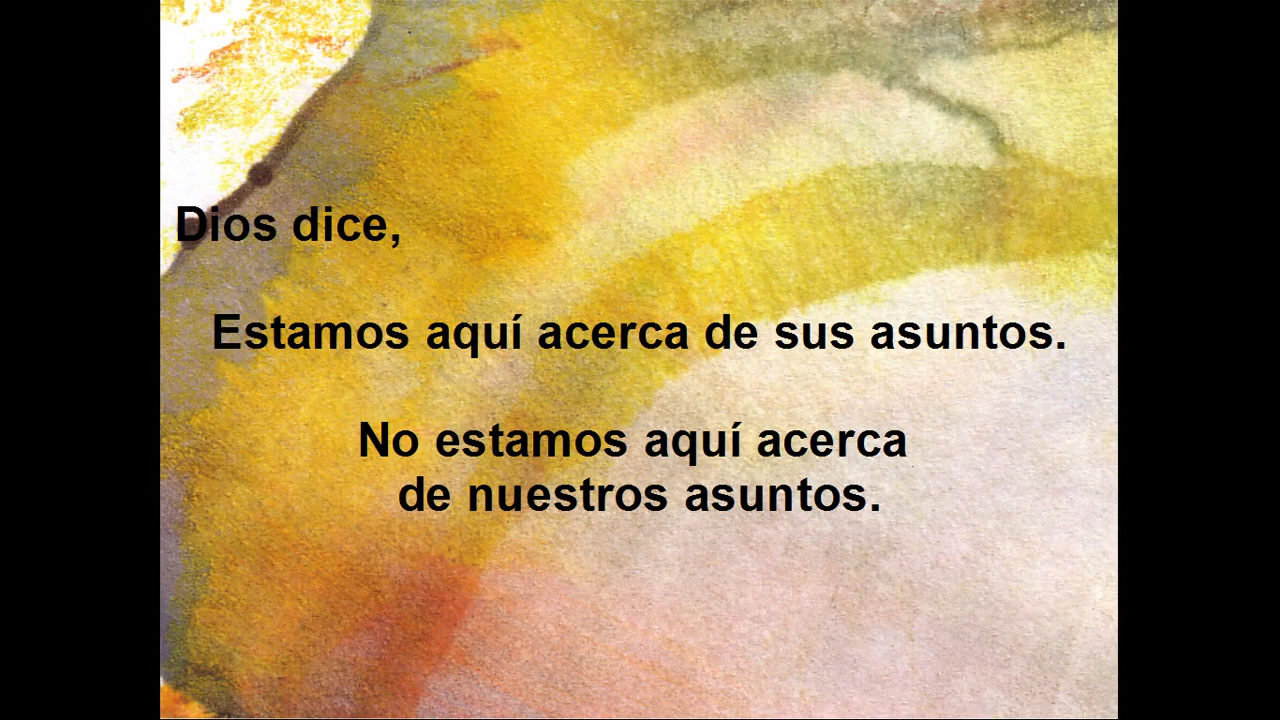 Dios dice,
Estamos aquí acerca de sus asuntos.
No estamos aquí acerca
de nuestros asuntos.